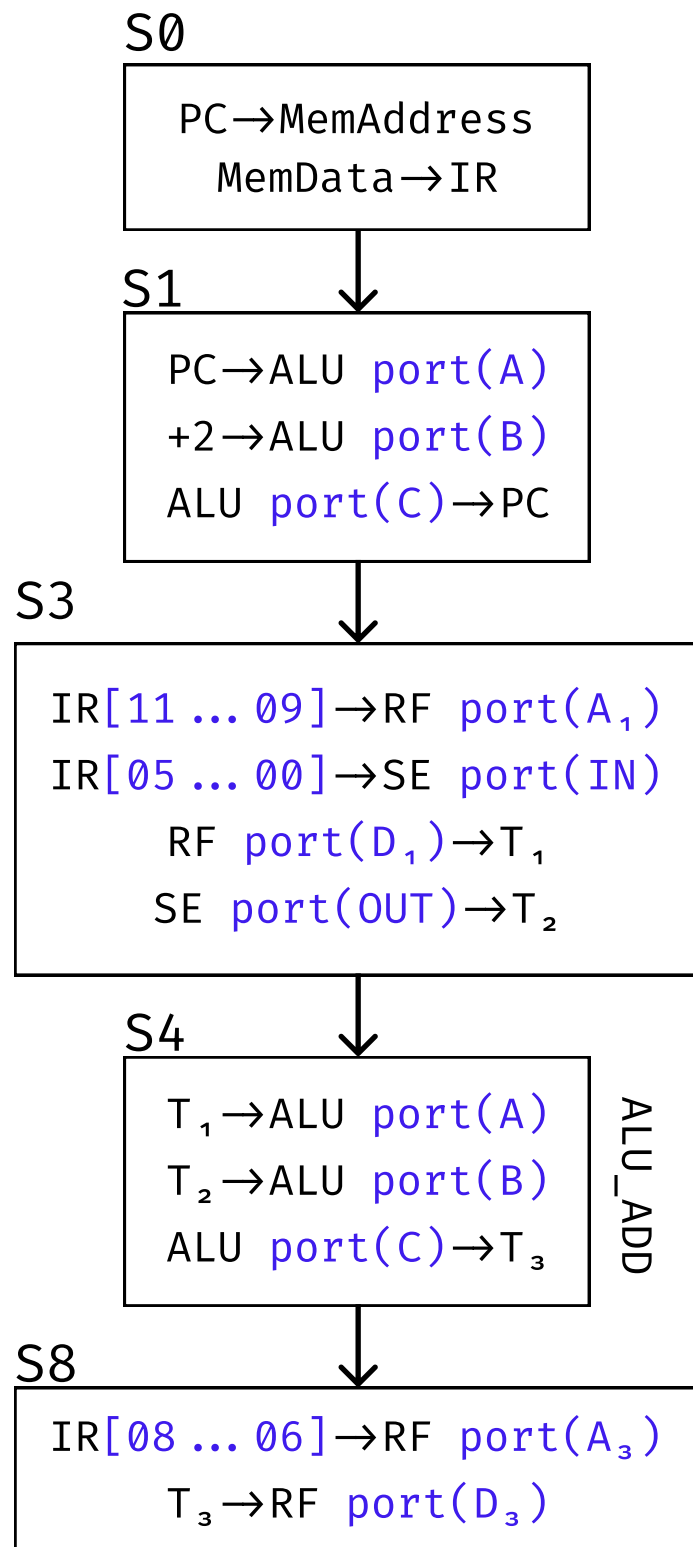 S0
PC→MemAddress
MemData→IR
S1
PC→ALU port(A)
+2→ALU port(B)
ALU port(C)→PC
S3
IR[11 ... 09]→RF port(A₁)
IR[05 ... 00]→SE port(IN)
RF port(D₁)→T₁
SE port(OUT)→T₂
S4
T₁→ALU port(A)
T₂→ALU port(B)
ALU port(C)→T₃
ALU_ADD
S8
IR[08 ... 06]→RF port(A₃)
T₃→RF port(D₃)